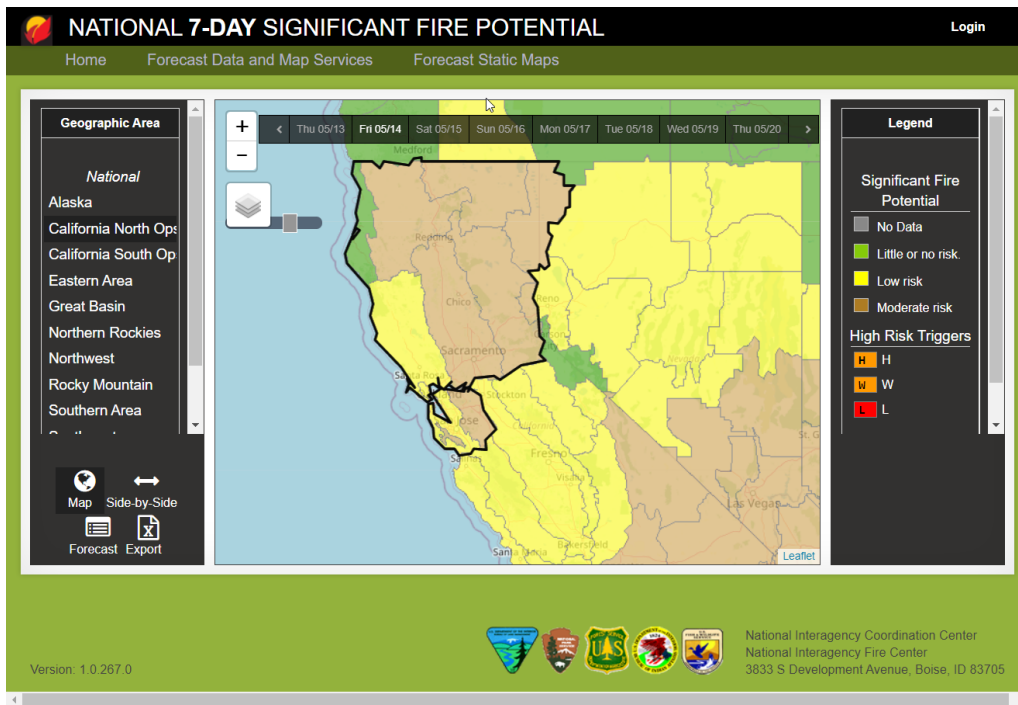 NATIONAL 7-DAY SIGNIFICANT FIRE POTENTIAL
Login
Home
Forecast Data and Map Services
Forecast Static Maps
Geographic Area
National
Alaska
California North Ops
California South Op
Eastern Area
Great Basin
Northern Rockies
Northwest
Rocky Mountain
Southern Area
Map
Side-by-Side
Forecast
Export
+
−
Thu 05/13
Fri 05/14
Sat 05/15
Sun 05/16
Mon 05/17
Tue 05/18
Wed 05/19
Thu 05/20
Medford
Redding
Chico
Reno
Sacramento
Stockton
California
Nevada
Fresno
Visalia
St. G
Las Vegas
Bakersfield
Santa Maria
Leaflet
Legend
Significant Fire
Potential
No Data
Little or no risk.
Low risk
Moderate risk
High Risk Triggers
H H
W W
L L
UAS
National Interagency Coordination Center
National Interagency Fire Center
3833 S Development Avenue, Boise, ID 83705
Version: 1.0.267.0